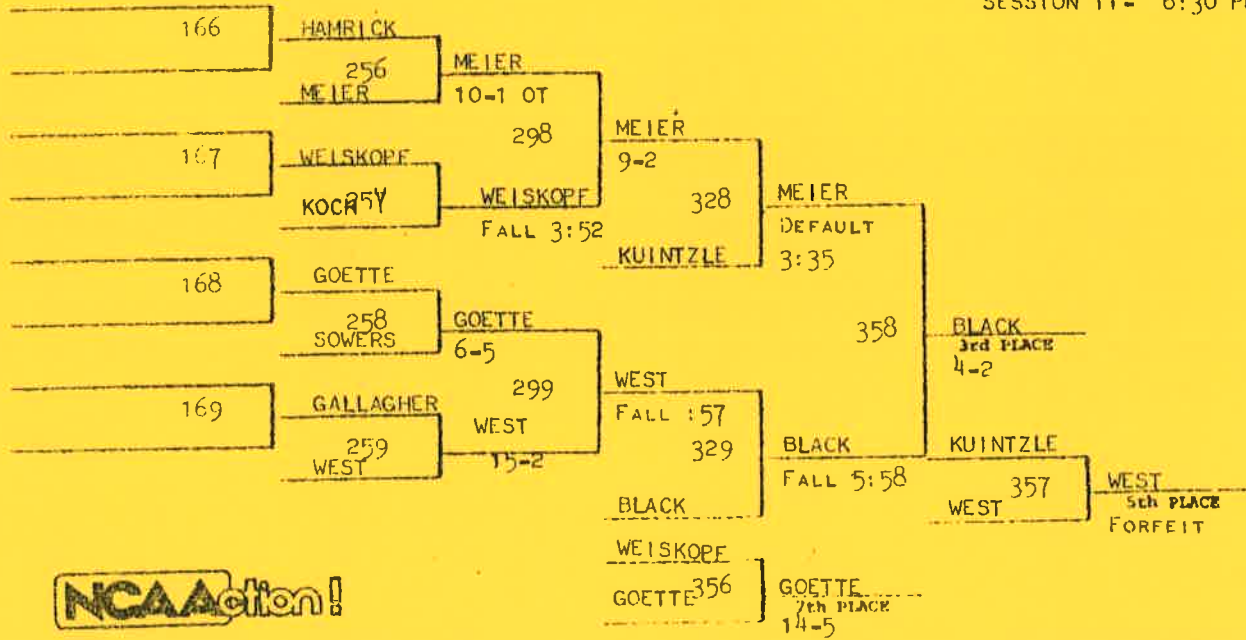 SESSION 11- 6:30 P
166
HAMRICK
256
MEIER
MEIER
10-1 OT
298
MEIER
9-2
167
WEISKOPF
KOCH
WEISKOPF
FALL 3:52
328
KUINTZLE
MEIER
DEFAULT
3:35
168
GOETTE
258
SOWERS
GOETTE
6-5
299
358
BLACK
3rd PLACE
4-2
169
GALLAGHER
259
WEST
WEST
15-2
WEST
FALL :57
329
BLACK
BLACK
FALL 5:58
KUINTZLE
357
WEST
WEST
5th PLACE
FORFEIT
WEISKOPF
356
GOETTE
GOETTE
7th PLACE
14-5
NCAAction!